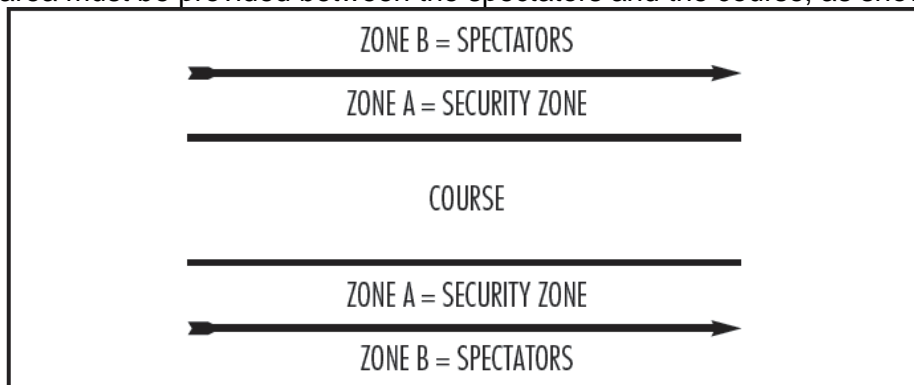 area must be provided between the spectators and the course, as
ZONE B = SPECTATORS
ZONE A = SECURITY ZONE
COURSE
ZONE A = SECURITY ZONE
ZONE B = SPECTATORS